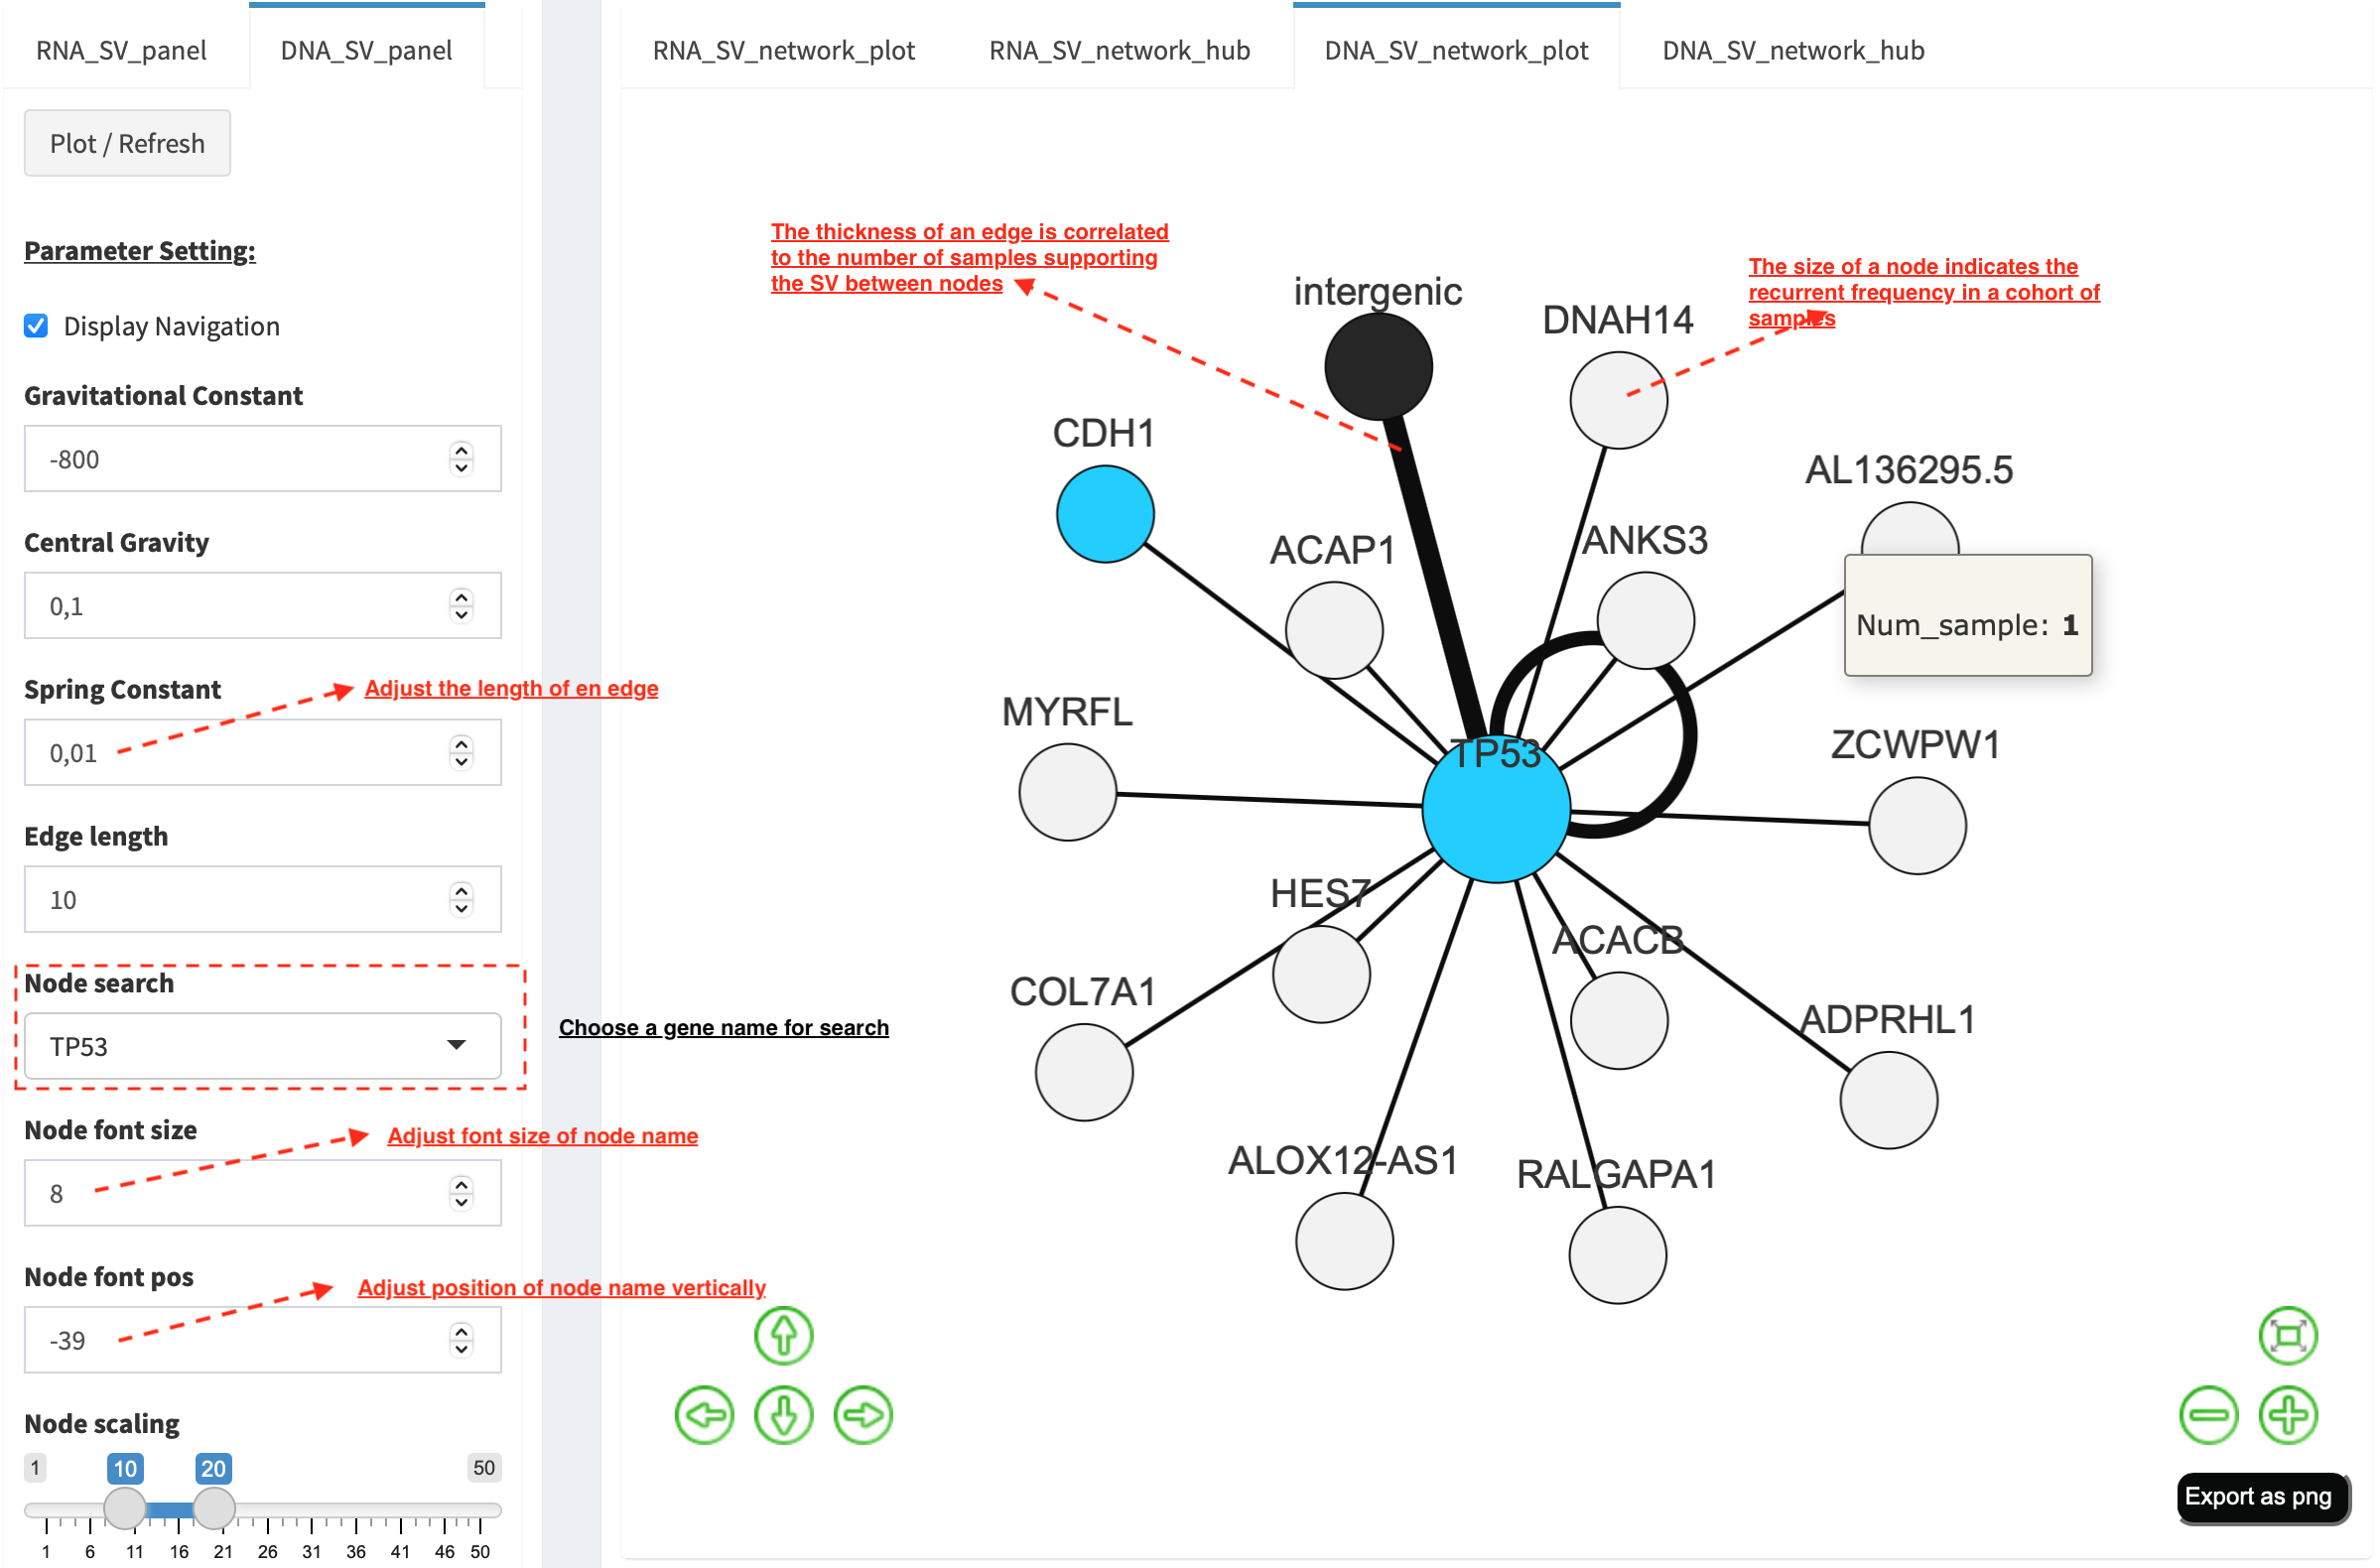 RNA_SV_panel
DNA_SV_panel
RNA_SV_network_plot
RNA_SV_network_hub
DNA_SV_network_plot
DNA_SV_network_hub
Plot / Refresh
Parameter Setting:
Display Navigation
Gravitational Constant
-800
Central Gravity
0,1
Spring Constant
Adjust the length of en edge
0,01
Edge length
10
Node search
TP53
Choose a gene name for search
Node font size
Adjust font size of node name
8
Node font pos
Adjust position of node name vertically
-39
Node scaling
1
10
20
50
1 6 11 16 21 26 31 36 41 46 50
The thickness of an edge is correlated
to the number of samples supporting
the SV between nodes
The size of a node indicates the
recurrent frequency in a cohort of
samples
intergenic
DNAH14
CDH1
AL136295.5
ACAP1
ANKS3
Num_sample: 1
MYRFL
TP53
ZCWPW1
HES7
ACACB
COL7A1
ADPRHL1
ALOX12-AS1
RALGAPA1
Export as png